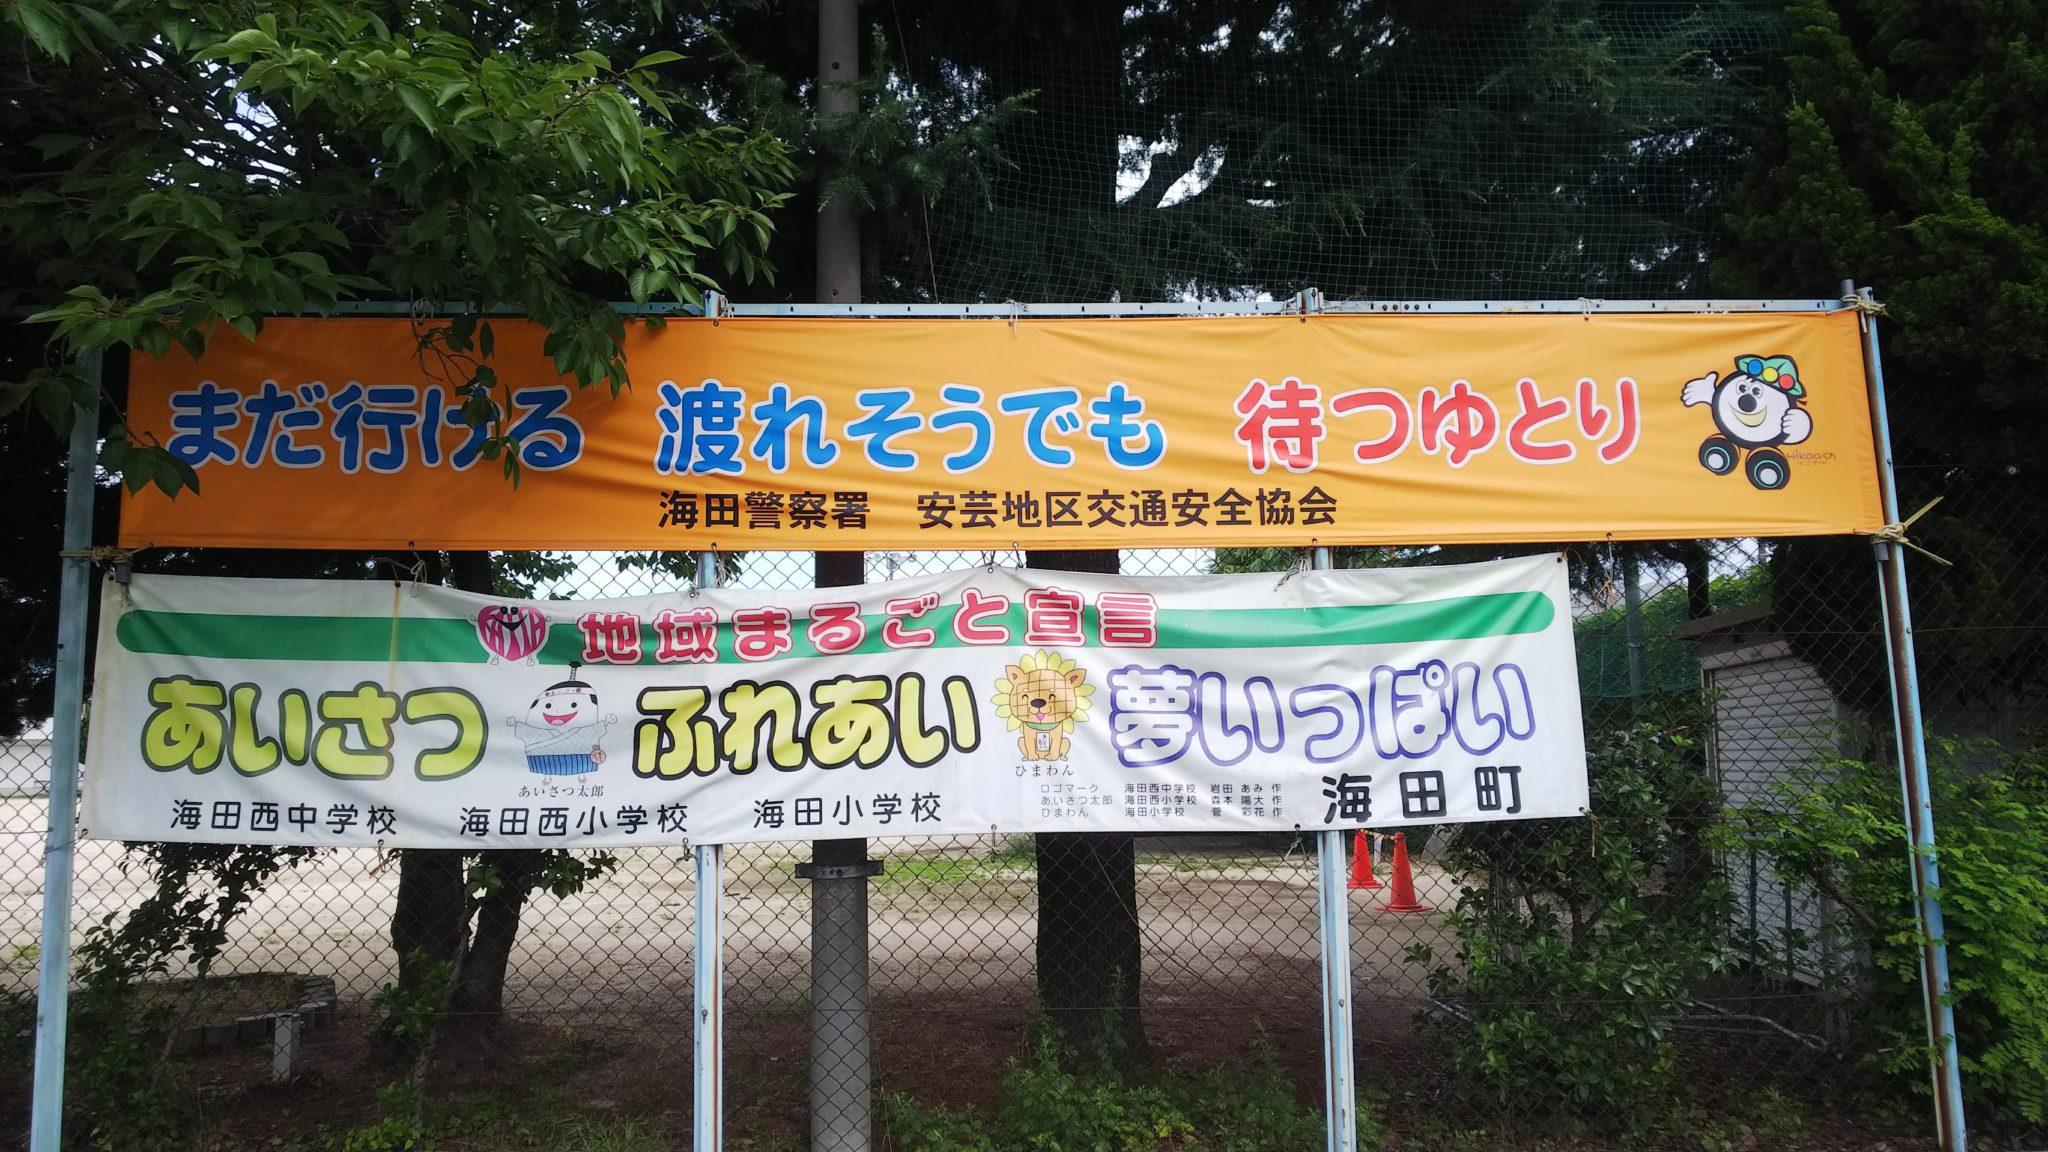 まだ行ける 渡れそうでも 待つゆとり
Hikoach
海田警察署 安芸地区交通安全協会
地域まるごと宣言
あいさつ ふれあい 夢いっぱい
あいさつ太郎
ひまわん
海田西中学校 海田西小学校 海田小学校
ロゴマーク 海田西中学校 岩田 あみ 作
あいさつ太郎 海田西小学校 森本 陽大 作
ひまわん 海田小学校 菅 彩花 作
海田町